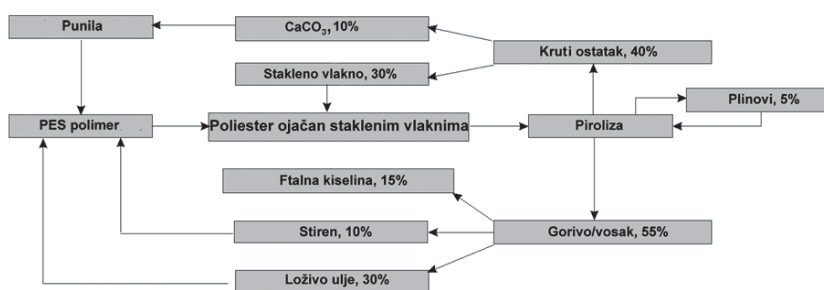 Punila
CaCO₃, 10%
Kruti ostatak, 40%
Stakleno vlakno, 30%
Plinovi, 5%
PES polimer
Poliester ojačan staklenim vlaknima
Piroliza
Ftalna kiselina, 15%
Stiren, 10%
Gorivo/vosak, 55%
Loživo ulje, 30%